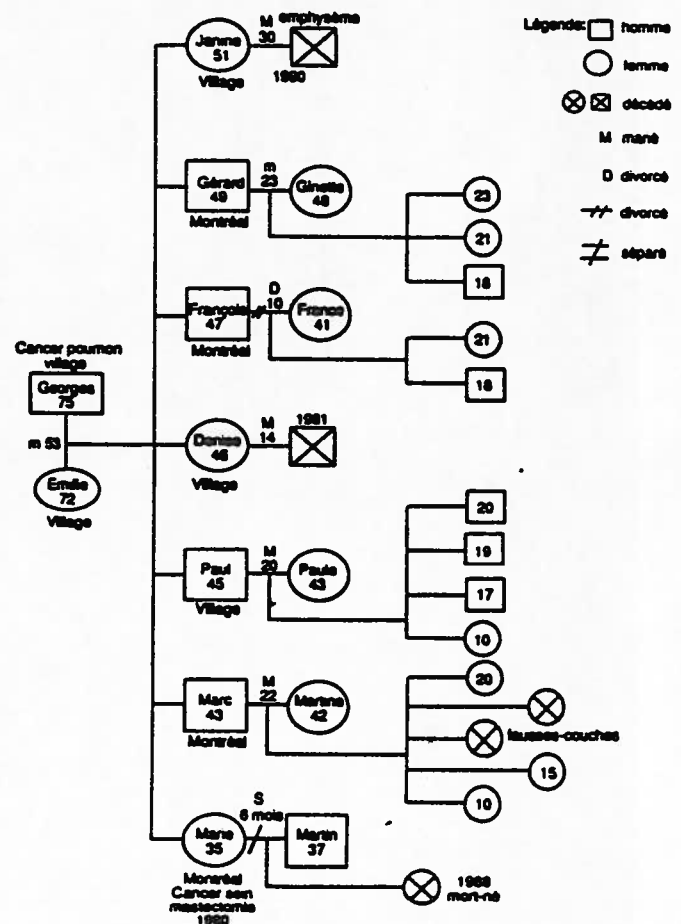 Légende: homme
femme
décédé
M marié
D divorcé
divorcé
séparé
M emphysème
30
Janine
51
Village
1980
m
23
Gérard
49
Montréal
Ginette
48
23
21
18
D
10
François
47
Montréal
France
41
21
18
Cancer poumon
village
Georges
75
m 53
Emilie
72
Village
M
14
1981
Denise
46
Village
M
20
Paul
45
Village
Paule
43
20
19
17
10
M
22
Marc
43
Montréal
Martine
42
20
fausses-couches
15
10
S
6 mois
Marie
35
Martin
37
Montréal
Cancer sein
mastectomie
mort-né